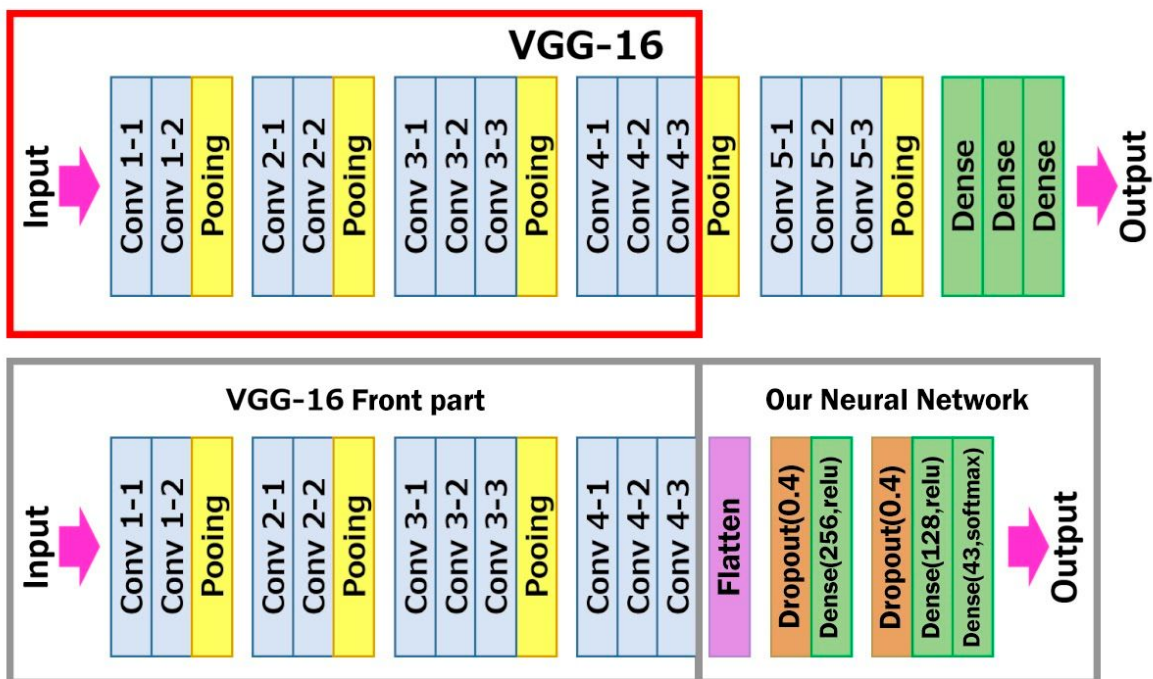 VGG-16
Input
Conv 1-1
Conv 1-2
Pooing
Conv 2-1
Conv 2-2
Pooing
Conv 3-1
Conv 3-2
Conv 3-3
Pooing
Conv 4-1
Conv 4-2
Conv 4-3
Pooing
Conv 5-1
Conv 5-2
Conv 5-3
Pooing
Dense
Dense
Dense
Output
VGG-16 Front part
Our Neural Network
Input
Conv 1-1
Conv 1-2
Pooing
Conv 2-1
Conv 2-2
Pooing
Conv 3-1
Conv 3-2
Conv 3-3
Pooing
Conv 4-1
Conv 4-2
Conv 4-3
Flatten
Dropout(0.4)
Dense(256,relu)
Dropout(0.4)
Dense(128,relu)
Dense(43,softmax)
Output